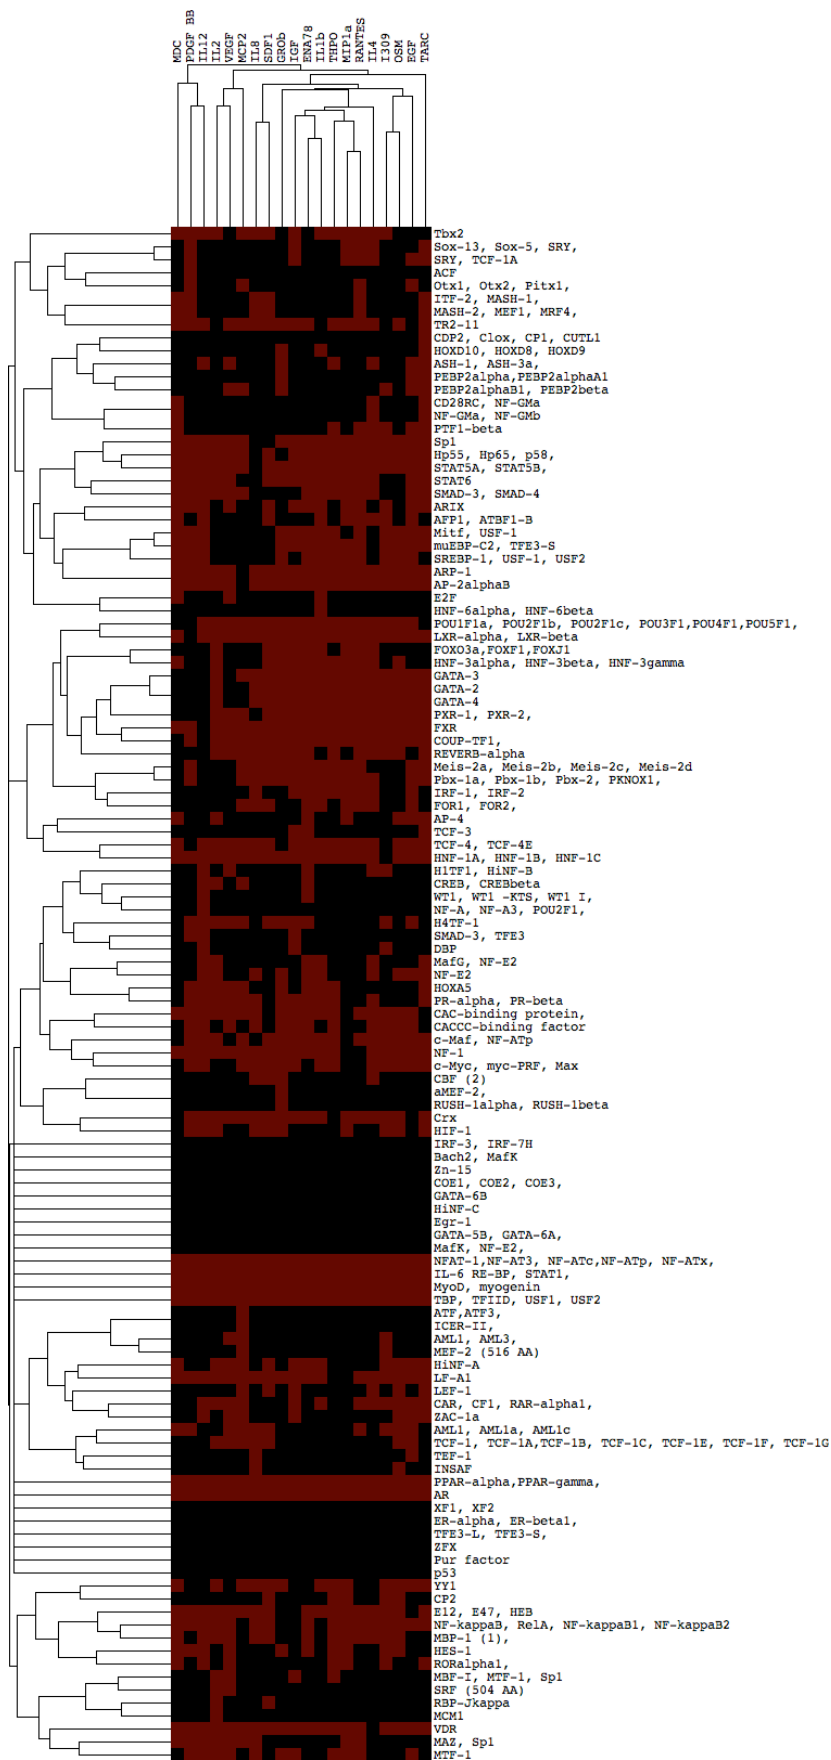 MDC
PDGF BB
IL12
IL2
VEGF
MCP2
IL8
SDF1
GROb
IGF
ENA78
IL1b
THPO
MIP1a
RANTES
IL4
I309
OSM
EGF
TARC
Tbx2
Sox-13, Sox-5, SRY,
SRY, TCF-1A
ACF
Otx1, Otx2, Pitx1,
ITF-2, MASH-1,
MASH-2, MEF1, MRF4,
TR2-11
CDP2, Clox, CP1, CUTL1
HOXD10, HOXD8, HOXD9
ASH-1, ASH-3a,
PEBP2alpha,PEBP2alphaA1
PEBP2alphaB1, PEBP2beta
CD28RC, NF-GMa
NF-GMa, NF-GMb
PTF1-beta
Sp1
Hp55, Hp65, p58,
STAT5A, STAT5B,
STAT6
SMAD-3, SMAD-4
ARIX
AFP1, ATBF1-B
Mitf, USF-1
muEBP-C2, TFE3-S
SREBP-1, USF-1, USF2
ARP-1
AP-2alphaB
E2F
HNF-6alpha, HNF-6beta
POU1F1a, POU2F1b, POU2F1c, POU3F1,POU4F1,POU5F1,
LXR-alpha, LXR-beta
FOXO3a,FOXF1,FOXJ1
HNF-3alpha, HNF-3beta, HNF-3gamma
GATA-3
GATA-2
GATA-4
PXR-1, PXR-2,
FXR
COUP-TF1,
REVERB-alpha
Meis-2a, Meis-2b, Meis-2c, Meis-2d
Pbx-1a, Pbx-1b, Pbx-2, PKNOX1,
IRF-1, IRF-2
FOR1, FOR2,
AP-4
TCF-3
TCF-4, TCF-4E
HNF-1A, HNF-1B, HNF-1C
H1TF1, HiNF-B
CREB, CREBbeta
WT1, WT1 -KTS, WT1 I,
NF-A, NF-A3, POU2F1,
H4TF-1
SMAD-3, TFE3
DBP
MafG, NF-E2
NF-E2
HOXA5
PR-alpha, PR-beta
CAC-binding protein,
CACCC-binding factor
c-Maf, NF-ATp
NF-1
c-Myc, myc-PRF, Max
CBF (2)
aMEF-2,
RUSH-1alpha, RUSH-1beta
Crx
HIF-1
IRF-3, IRF-7H
Bach2, MafK
Zn-15
COE1, COE2, COE3,
GATA-6B
HiNF-C
Egr-1
GATA-5B, GATA-6A,
MafK, NF-E2,
NFAT-1,NF-AT3, NF-ATc,NF-ATp, NF-ATx,
IL-6 RE-BP, STAT1,
MyoD, myogenin
TBP, TFIID, USF1, USF2
ATF,ATF3,
ICER-II,
AML1, AML3,
MEF-2 (516 AA)
HiNF-A
LF-A1
LEF-1
CAR, CF1, RAR-alpha1,
ZAC-1a
AML1, AML1a, AML1c
TCF-1, TCF-1A,TCF-1B, TCF-1C, TCF-1E, TCF-1F, TCF-1G
TEF-1
INSAF
PPAR-alpha,PPAR-gamma,
AR
XF1, XF2
ER-alpha, ER-beta1,
TFE3-L, TFE3-S,
ZFX
Pur factor
p53
YY1
CP2
E12, E47, HEB
NF-kappaB, RelA, NF-kappaB1, NF-kappaB2
MBP-1 (1),
HES-1
RORalpha1,
MBF-I, MTF-1, Sp1
SRF (504 AA)
RBP-Jkappa
MCM1
VDR
MAZ, Sp1
MTF-1